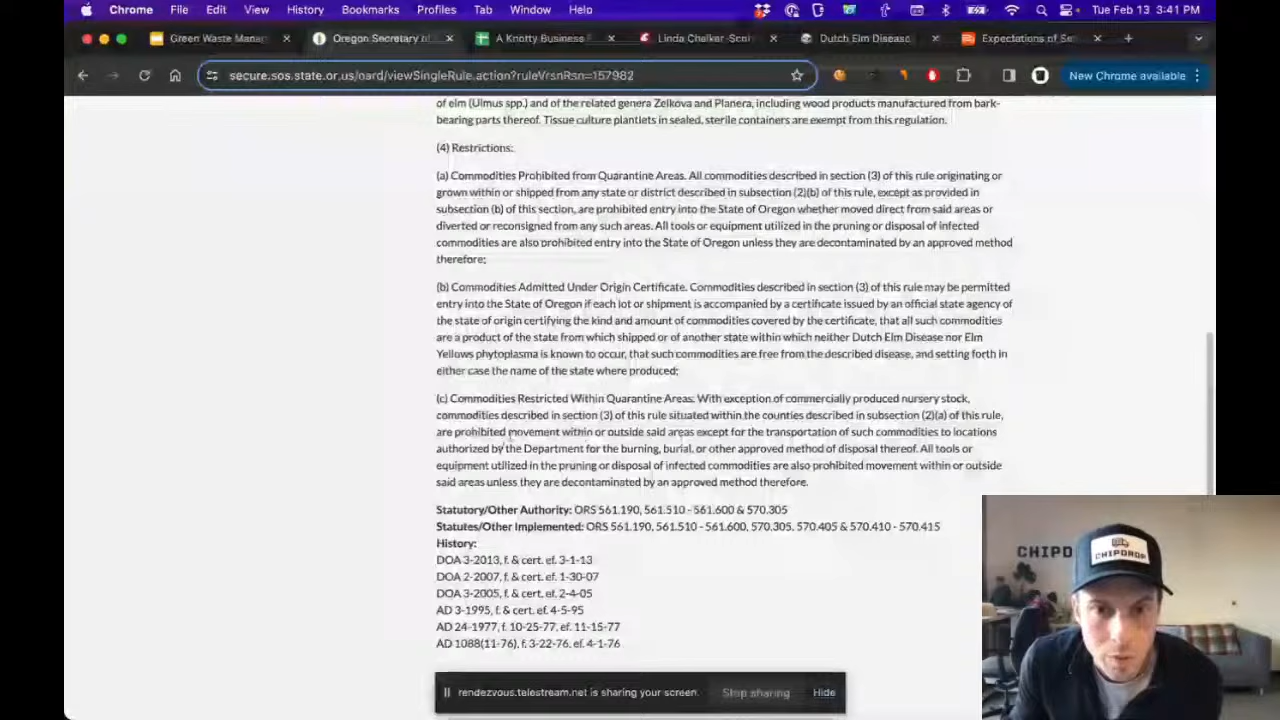 Chrome File Edit View History Bookmarks Profiles Tab Window Help Tue Feb 13 3:41 PM
Green Waste Mana Oregon Secretary of A Knotty Business Linda Chalker-Scot Dutch Elm Disease Expectations of Se
secure.sos.state.or.us/oard/viewSingleRule.action?ruleVrsnRsn=157982 New Chrome available
of elm (Ulmus spp.) and of the related genera Zelkova and Planera, including wood products manufactured from bark-
bearing parts thereof. Tissue culture plantlets in sealed, sterile containers are exempt from this regulation.
(4) Restrictions:
(a) Commodities Prohibited from Quarantine Areas. All commodities described in section (3) of this rule originating or
grown within or shipped from any state or district described in subsection (2)(b) of this rule, except as provided in
subsection (b) of this section, are prohibited entry into the State of Oregon whether moved direct from said areas or
diverted or reconsigned from any such areas. All tools or equipment utilized in the pruning or disposal of infected
commodities are also prohibited entry into the State of Oregon unless they are decontaminated by an approved method
therefore;
(b) Commodities Admitted Under Origin Certificate. Commodities described in section (3) of this rule may be permitted
entry into the State of Oregon if each lot or shipment is accompanied by a certificate issued by an official state agency of
the state of origin certifying the kind and amount of commodities covered by the certificate, that all such commodities
are a product of the state from which shipped or of another state within which neither Dutch Elm Disease nor Elm
Yellows phytoplasma is known to occur, that such commodities are free from the described disease, and setting forth in
either case the name of the state where produced;
(c) Commodities Restricted Within Quarantine Areas. With exception of commercially produced nursery stock,
commodities described in section (3) of this rule situated within the counties described in subsection (2)(a) of this rule,
are prohibited movement within or outside said areas except for the transportation of such commodities to locations
authorized by the Department for the burning, burial, or other approved method of disposal thereof. All tools or
equipment utilized in the pruning or disposal of infected commodities are also prohibited movement within or outside
said areas unless they are decontaminated by an approved method therefore.
Statutory/Other Authority: ORS 561.190, 561.510 - 561.600 & 570.305
Statutes/Other Implemented: ORS 561.190, 561.510 - 561.600, 570.305, 570.405 & 570.410 - 570.415
History:
DOA 3-2013, f. & cert. ef. 3-1-13
DOA 2-2007, f. & cert. ef. 1-30-07
DOA 3-2005, f. & cert. ef. 2-4-05
AD 3-1995, f. & cert. ef. 4-5-95
AD 24-1977, f. 10-25-77, ef. 11-15-77
AD 1088(11-76), f. 3-22-76, ef. 4-1-76
rendezvous.telestream.net is sharing your screen. Stop sharing Hide
CHIPD
CHIPDROP